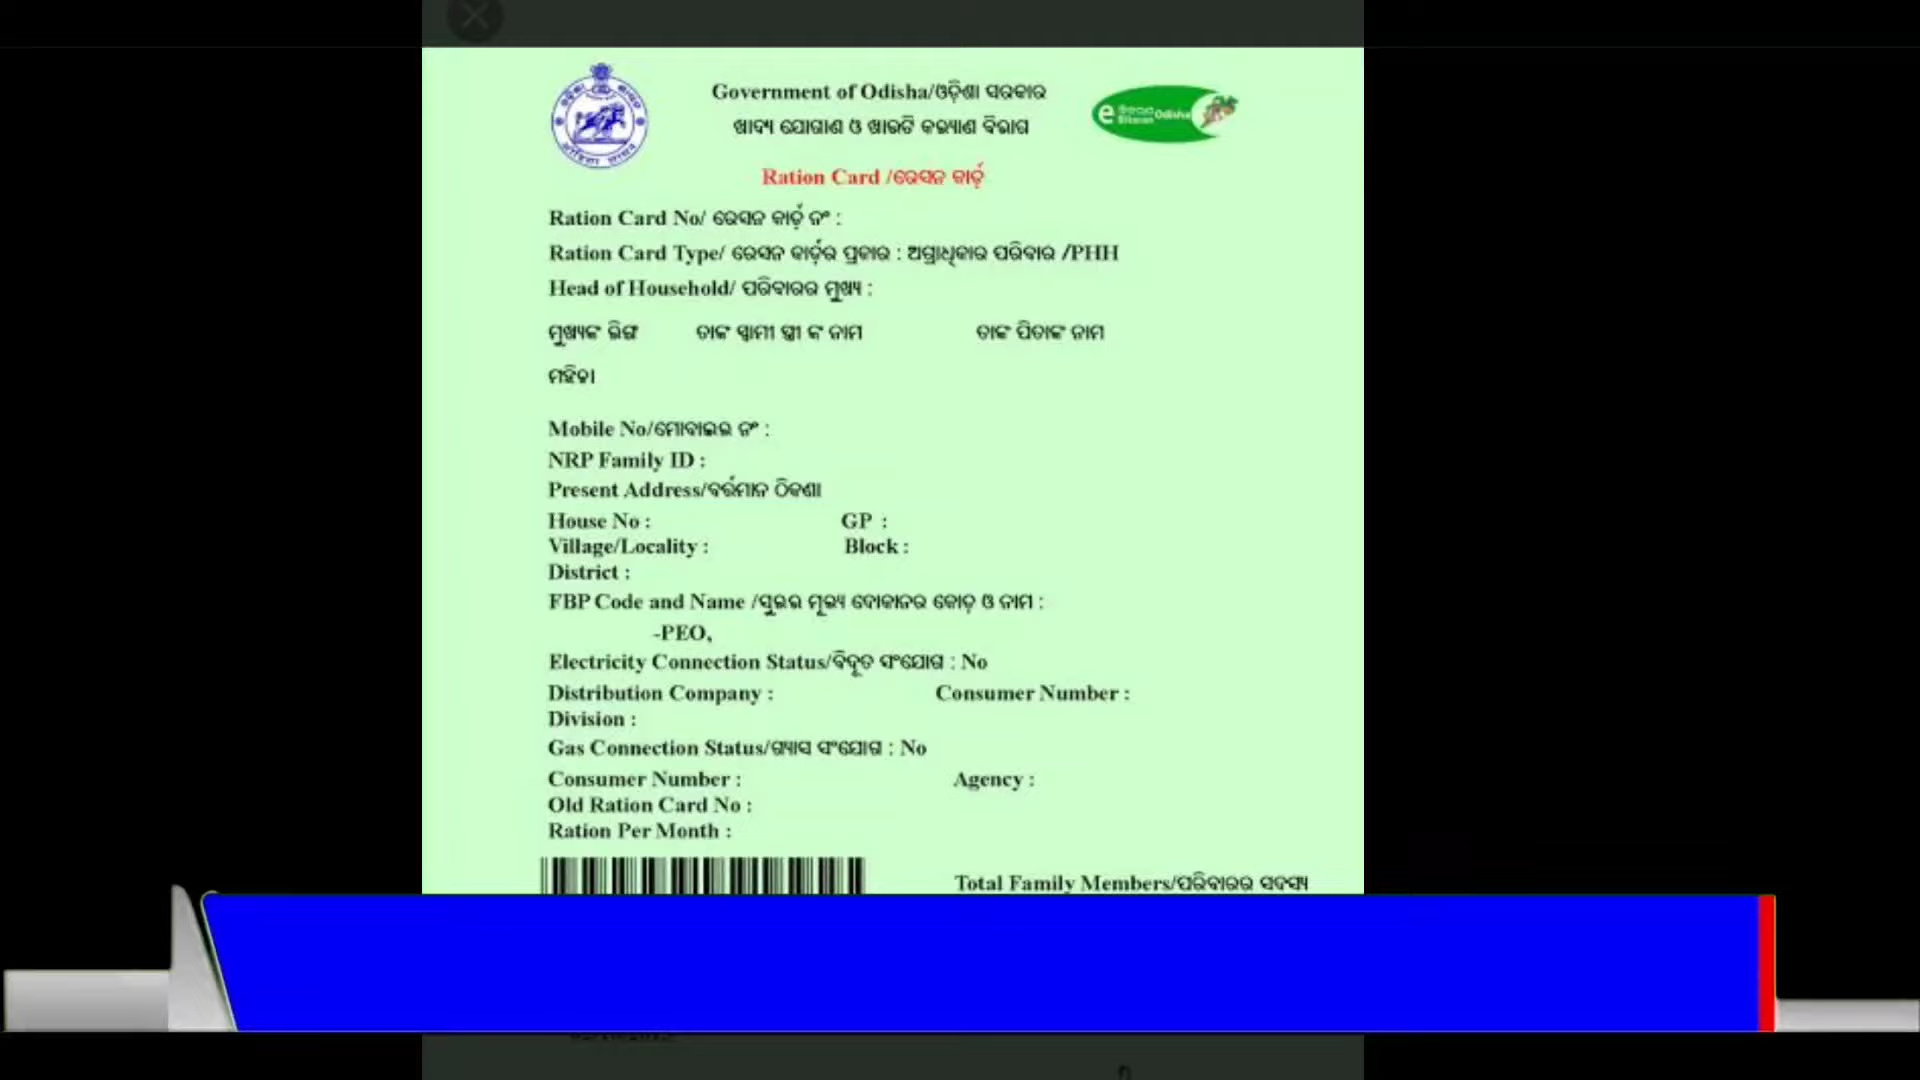 Government of Odisha/ଓଡ଼ିଶା ସରକାର
ଖାଦ୍ୟ ଯୋଗାଣ ଓ ଖାଉଟି କଲ୍ୟାଣ ବିଭାଗ
e Odisha
Ration Card /ରେସନ କାର୍ଡ଼
Ration Card No/ ରେସନ କାର୍ଡ଼ ନଂ :
Ration Card Type/ ରେସନ କାର୍ଡ଼ର ପ୍ରକାର : ଅଗ୍ରାଧିକାର ପରିବାର /PHH
Head of Household/ ପରିବାରର ମୁଖ୍ୟ :
ମୁଖ୍ୟଙ୍କ ଲିଙ୍ଗ ତାଙ୍କ ସ୍ୱାମୀ ସ୍ତ୍ରୀ ଙ୍କ ନାମ ତାଙ୍କ ପିତାଙ୍କ ନାମ
ମହିଳା
Mobile No/ମୋବାଇଲ ନଂ :
NRP Family ID :
Present Address/ବର୍ତ୍ତମାନ ଠିକଣା
House No : GP :
Village/Locality : Block :
District :
FBP Code and Name /ସୁଲଭ ମୂଲ୍ୟ ଦୋକାନର କୋଡ଼ ଓ ନାମ :
-PEO,
Electricity Connection Status/ବିଦୂତ ସଂଯୋଗ : No
Distribution Company : Consumer Number :
Division :
Gas Connection Status/ଗ୍ୟାସ ସଂଯୋଗ : No
Consumer Number : Agency :
Old Ration Card No :
Ration Per Month :
Total Family Members/ପରିବାରର ସଦସ୍ୟ